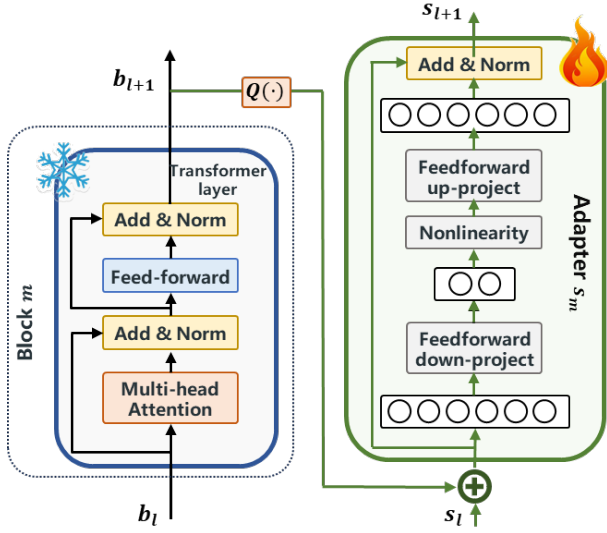 b_{l+1}
Q(·)
Block m
Transformer
layer
Add & Norm
Feed-forward
Add & Norm
Multi-head
Attention
b_l
s_{l+1}
Add & Norm
Feedforward
up-project
Nonlinearity
Feedforward
down-project
Adapter s_m
s_l